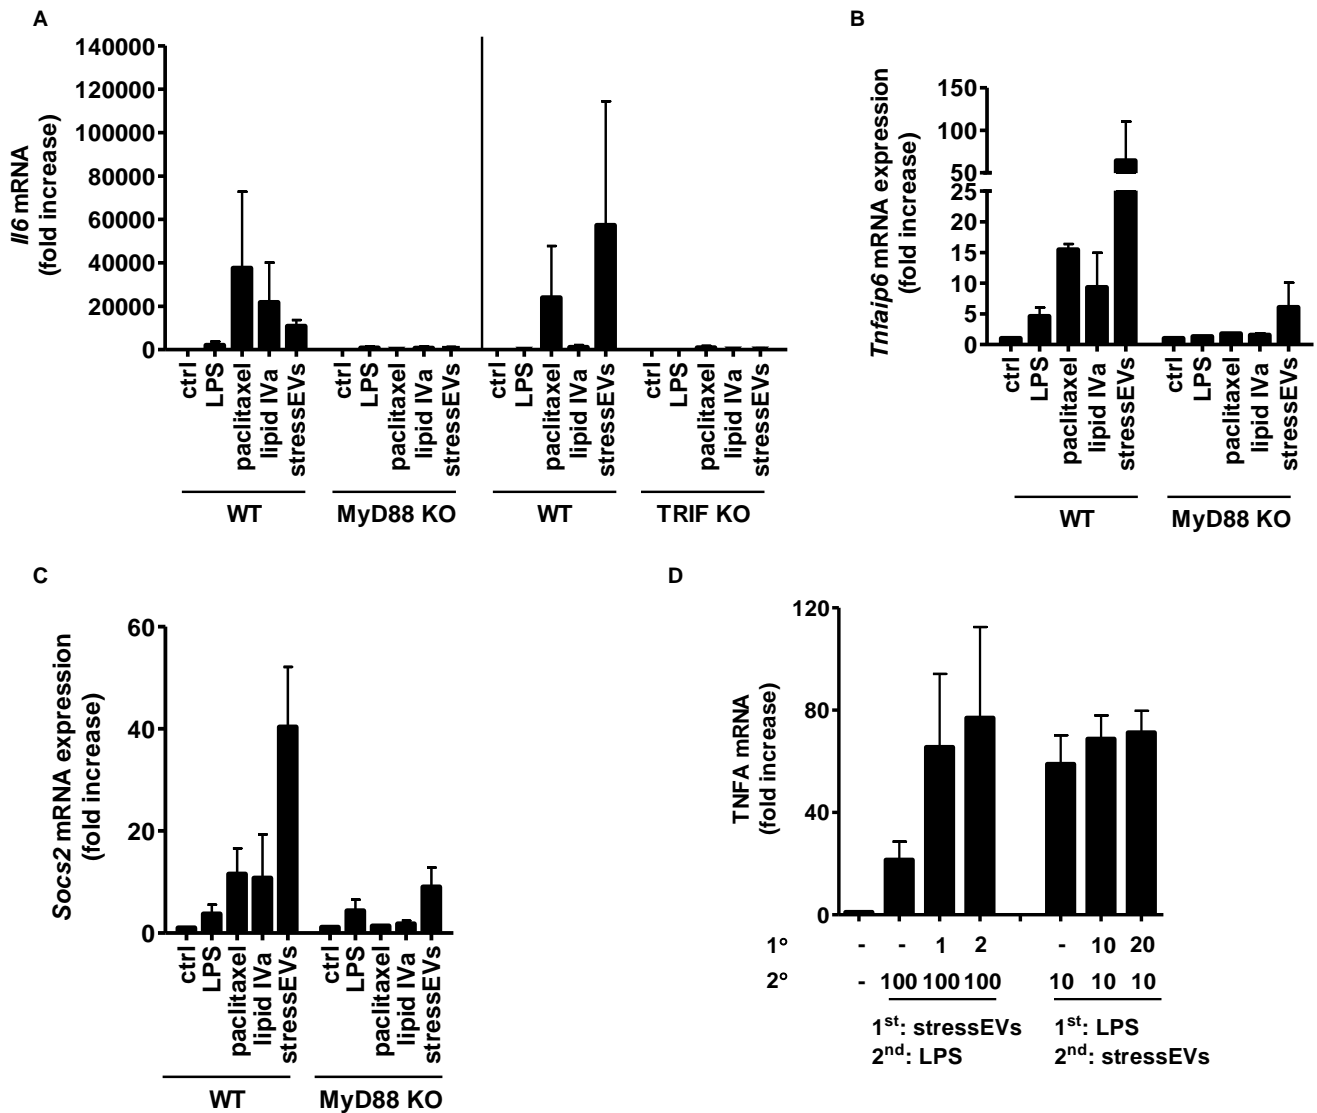 A
Il6 mRNA
(fold increase)
140000
120000
100000
80000
60000
40000
20000
0
ctrl
LPS
paclitaxel
lipid IVa
stressEVs
ctrl
LPS
paclitaxel
lipid IVa
stressEVs
ctrl
LPS
paclitaxel
lipid IVa
stressEVs
ctrl
LPS
paclitaxel
lipid IVa
stressEVs
WT
MyD88 KO
WT
TRIF KO
B
Tnfaip6 mRNA expression
(fold increase)
150
100
50
25
20
15
10
5
0
ctrl
LPS
paclitaxel
lipid IVa
stressEVs
ctrl
LPS
paclitaxel
lipid IVa
stressEVs
WT
MyD88 KO
C
Socs2 mRNA expression
(fold increase)
60
40
20
0
ctrl
LPS
paclitaxel
lipid IVa
stressEVs
ctrl
LPS
paclitaxel
lipid IVa
stressEVs
WT
MyD88 KO
D
TNFA mRNA
(fold increase)
120
80
40
0
1° - - 1 2 - 10 20
2° - 100 100 100 10 10 10
1st: stressEVs
2nd: LPS
1st: LPS
2nd: stressEVs